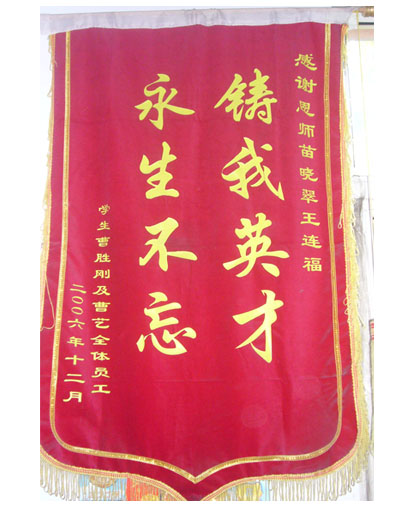 感谢恩师苗晓翠王连福
铸我英才
永生不忘
学生曹胜刚及曹艺全体员工
二〇〇六年十二月